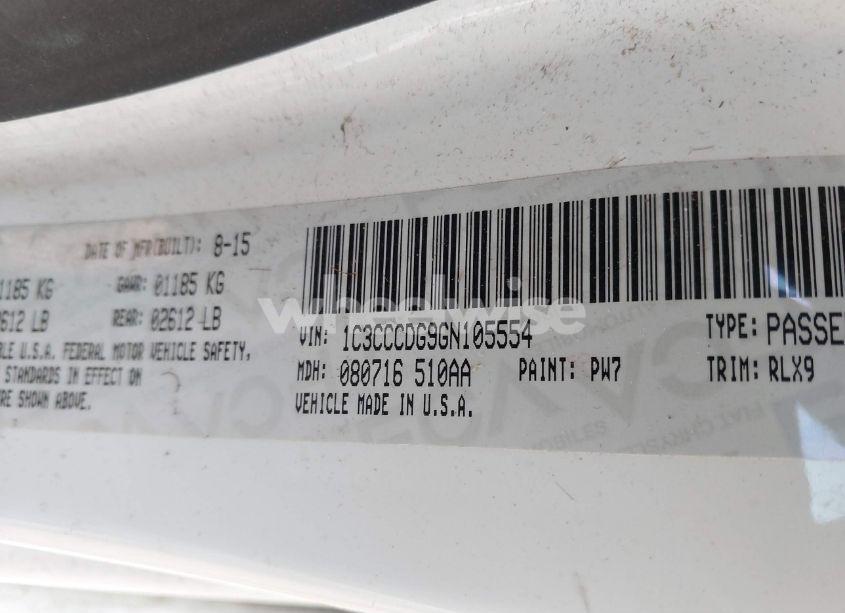 DATE OF MFR(BUILT): 8-15
1185 KG GAWR: 01185 KG
2612 LB REAR: 02612 LB
BLE U.S.A. FEDERAL MOTOR VEHICLE SAFETY,
STANDARDS IN EFFECT ON
RE SHOWN ABOVE.
VIN: 1C3CCCDG9GN105554 TYPE: PASSE
MDH: 080716 510AA PAINT: PW7 TRIM: RLX9
VEHICLE MADE IN U.S.A.
wheelwise